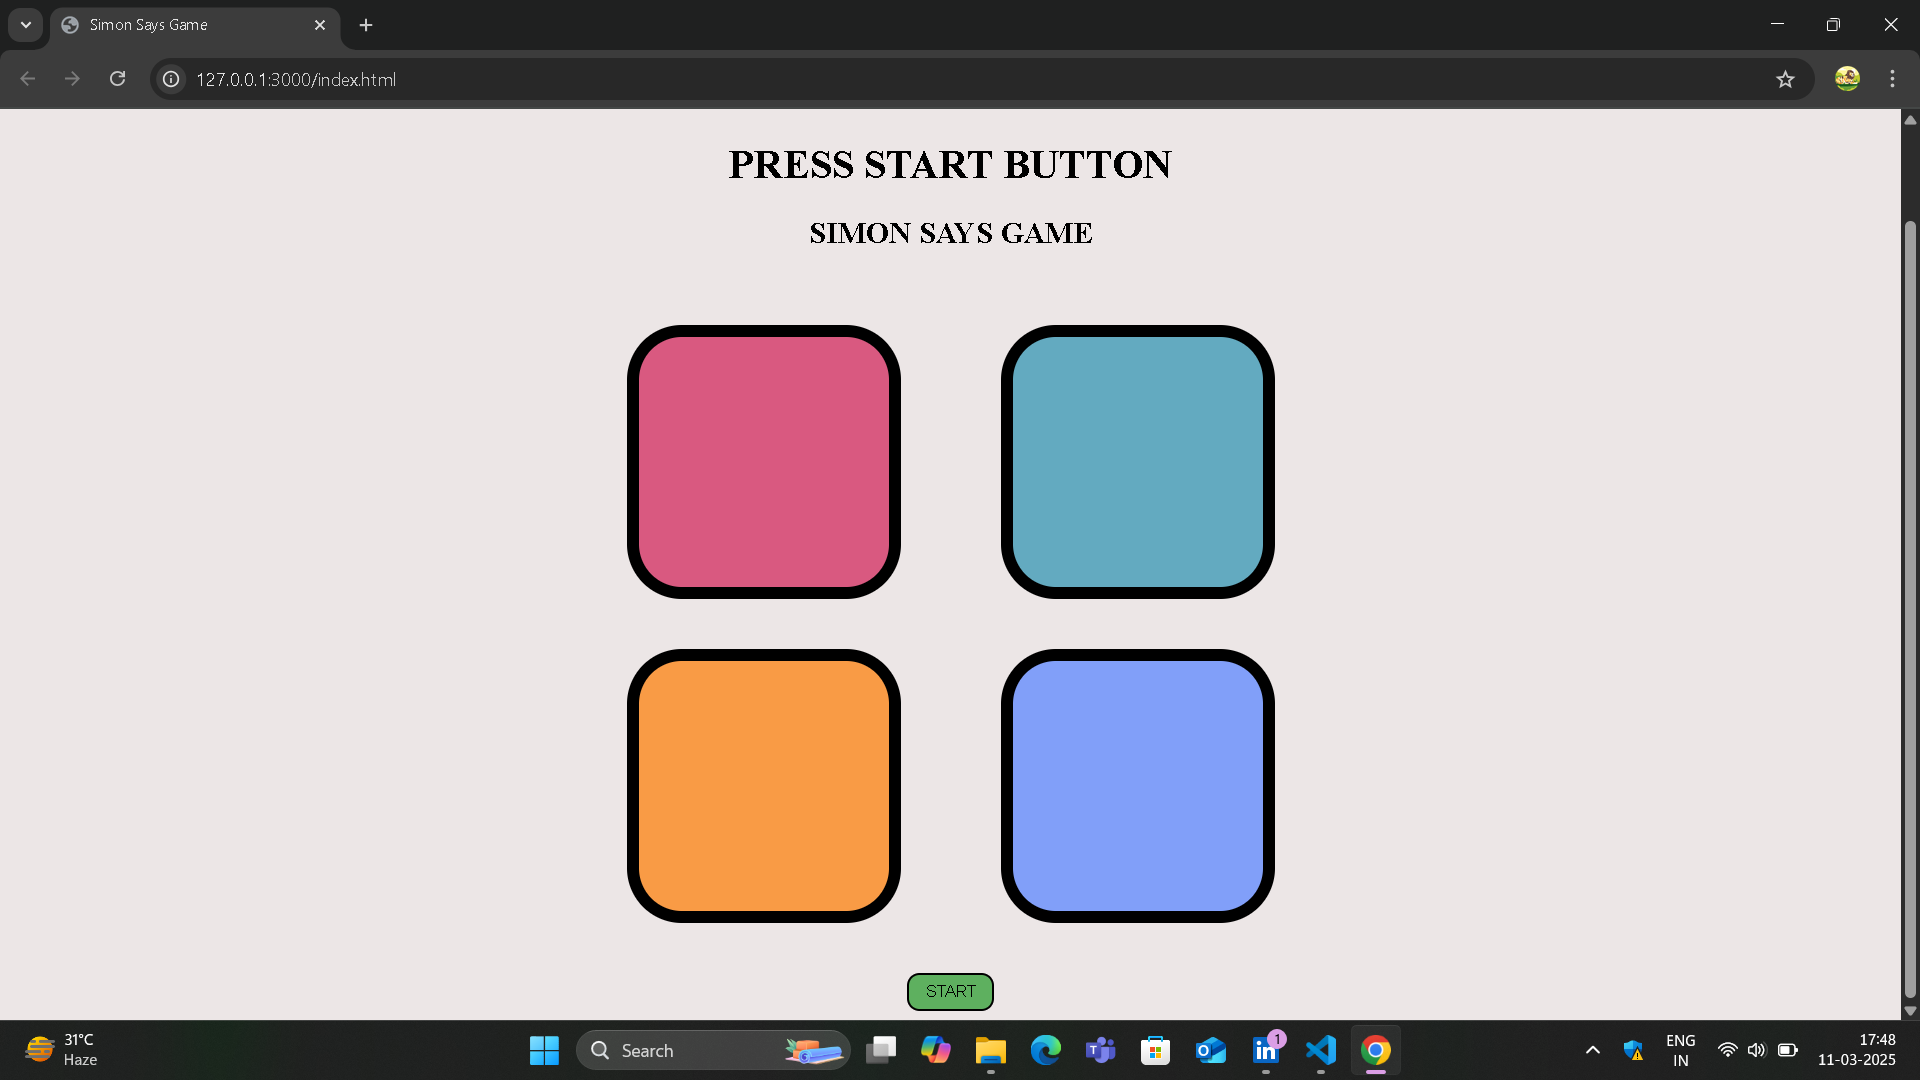 Simon Says Game
127.0.0.1:3000/index.html
PRESS START BUTTON
SIMON SAYS GAME
START
31°C
Haze
Search
1
ENG
IN
17:48
11-03-2025